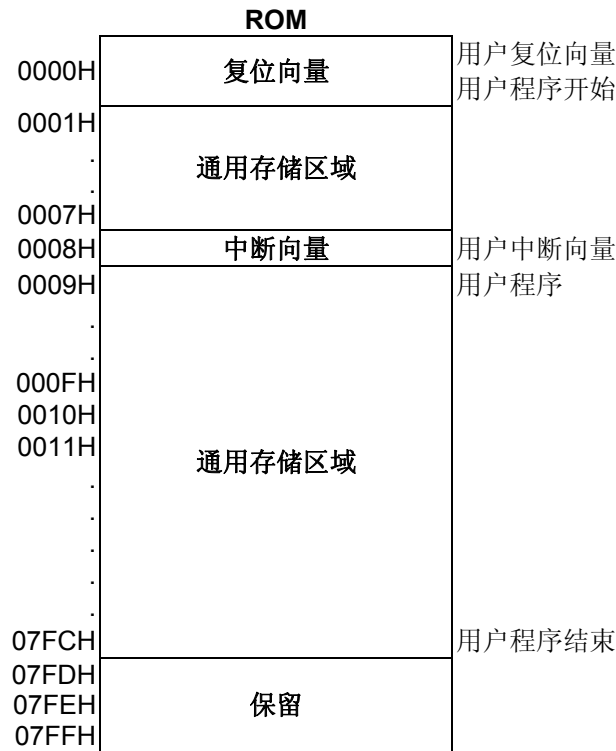 ROM
用户复位向量
0000H 复位向量
用户程序开始
0001H
.
通用存储区域
.
0007H
0008H 中断向量 用户中断向量
0009H 用户程序
.
.
000FH
0010H
0011H
通用存储区域
.
.
.
.
.
07FCH 用户程序结束
07FDH
07FEH 保留
07FFH